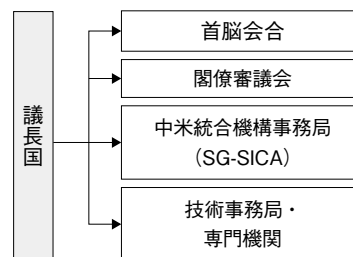 議長国
首脳会合
閣僚審議会
中米統合機構事務局
（SG-SICA）
技術事務局・
専門機関